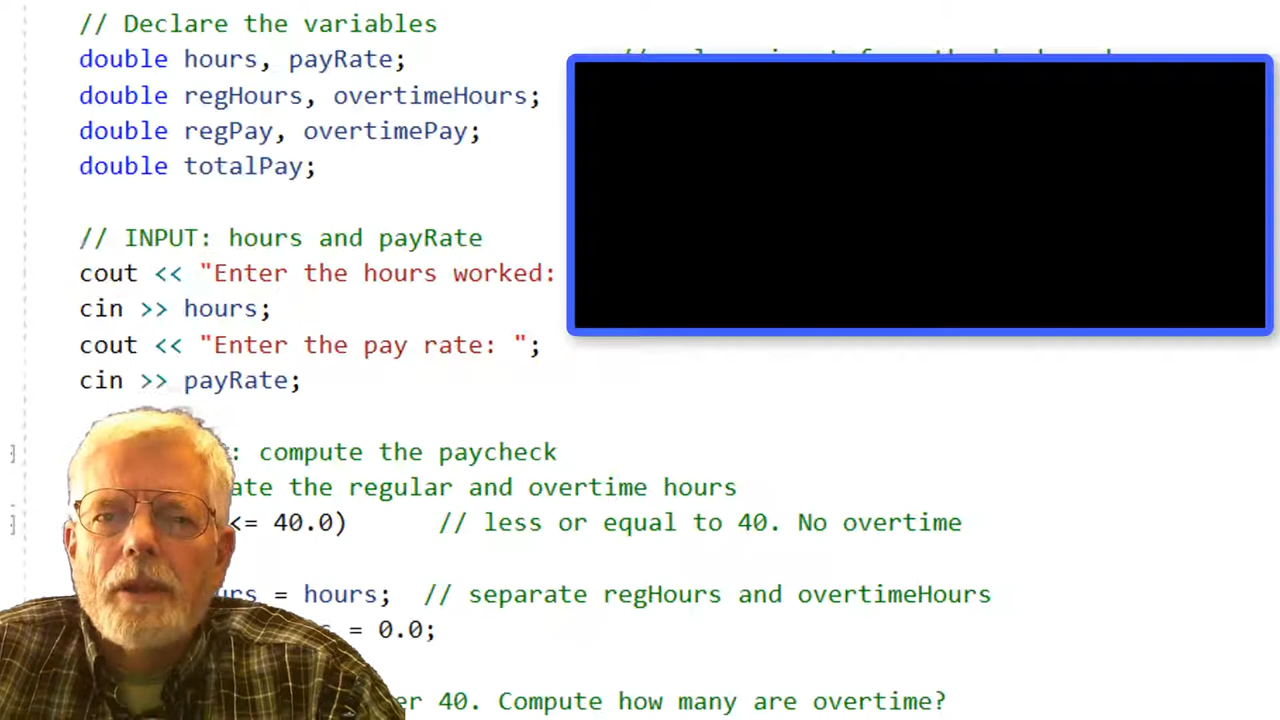 // Declare the variables
double hours, payRate;
double regHours, overtimeHours;
double regPay, overtimePay;
double totalPay;
// INPUT: hours and payRate
cout << "Enter the hours worked:
cin >> hours;
cout << "Enter the pay rate: ";
cin >> payRate;
: compute the paycheck
the regular and overtime hours
<= 40.0) // less or equal to 40. No overtime
= hours; // separate regHours and overtimeHours
= 0.0;
40. Compute how many are overtime?